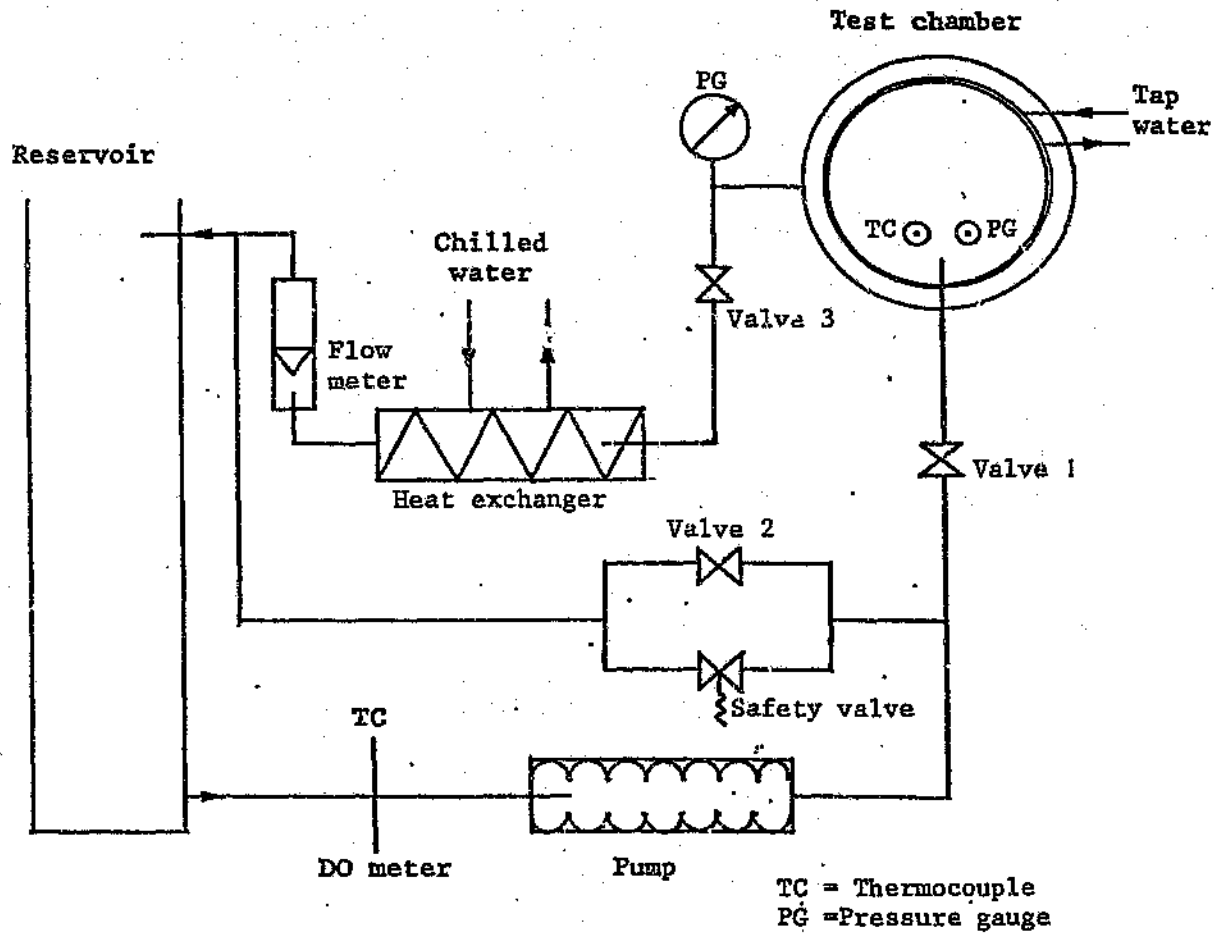 Test chamber
PG
Tap
water
Reservoir
TC
PG
Chilled
water
Valve 3
Flow
meter
Valve 1
Heat exchanger
Valve 2
Safety valve
TC
DO meter
Pump
TC = Thermocouple
PG =Pressure gauge